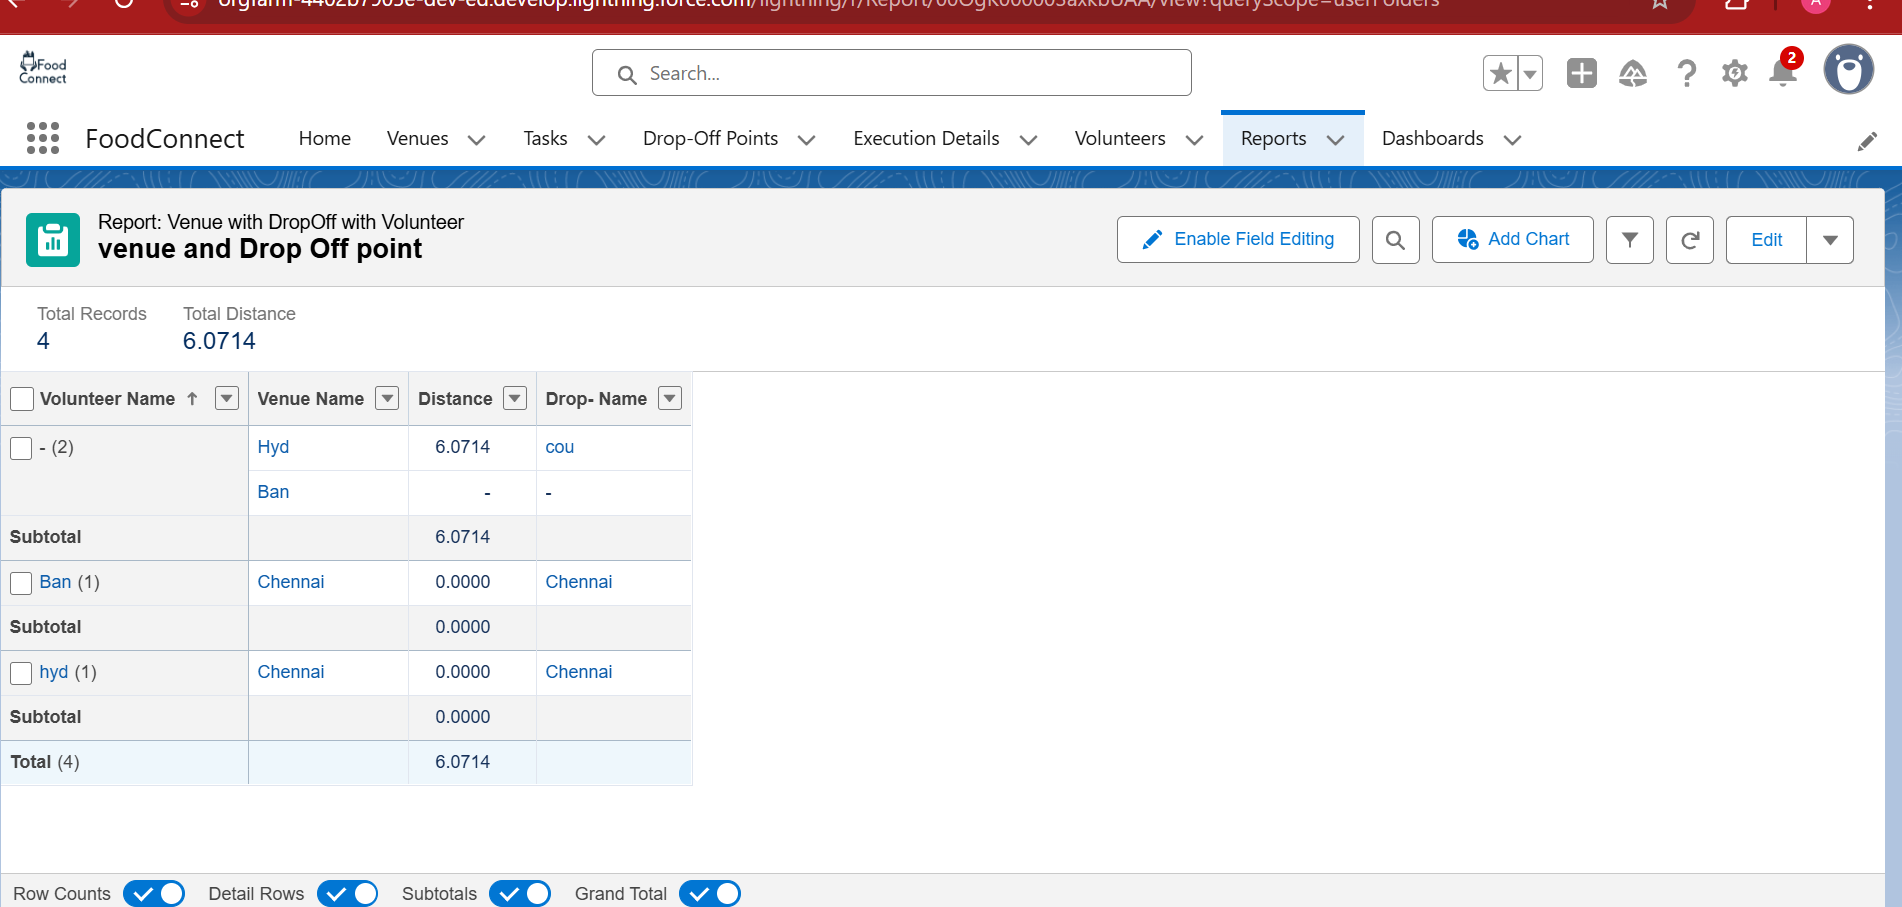 Food
Connect
Search...
2
FoodConnect Home Venues Tasks Drop-Off Points Execution Details Volunteers Reports Dashboards
Report: Venue with DropOff with Volunteer
venue and Drop Off point
Enable Field Editing Add Chart Edit
Total Records Total Distance
4 6.0714
Volunteer Name ↑ Venue Name Distance Drop- Name
- (2) Hyd 6.0714 cou
Ban - -
Subtotal 6.0714
Ban (1) Chennai 0.0000 Chennai
Subtotal 0.0000
hyd (1) Chennai 0.0000 Chennai
Subtotal 0.0000
Total (4) 6.0714
Row Counts Detail Rows Subtotals Grand Total